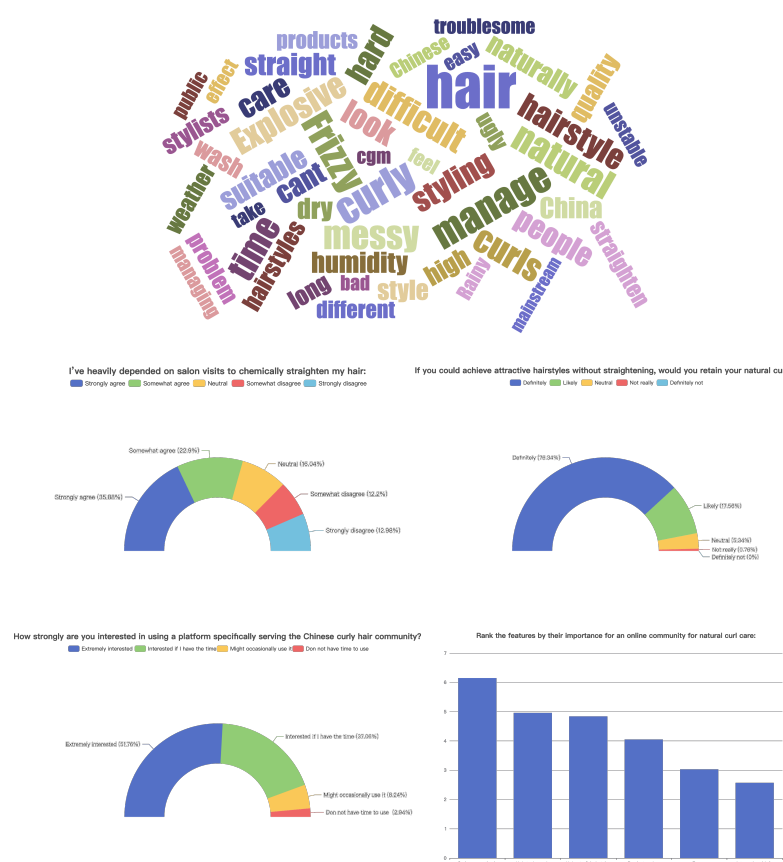 troublesome
products
hard
Chinese
easy
naturally
straight
hair
quality
public
effect
care
Explosive
difficult
look
hairstyle
unstable
stylists
wash
Frizzy
cgm
feel
ugly
natural
suitable
cant
curly
styling
weather
take
dry
manage
China
time
messy
people
straighten
hairstyles
humidity
curls
problem
managing
long
bad
style
high
Rainy
mainstream
different
I've heavily depended on salon visits to chemically straighten my hair:
Strongly agree Somewhat agree Neutral Somewhat disagree Strongly disagree
Somewhat agree (22.9%)
Neutral (16.04%)
Strongly agree (35.88%)
Somewhat disagree (12.2%)
Strongly disagree (12.98%)
If you could achieve attractive hairstyles without straightening, would you retain your natural cu
Definitely Likely Neutral Not really Definitely not
Definitely (76.34%)
Likely (17.56%)
Neutral (5.34%)
Not really (0.76%)
Definitely not (0%)
How strongly are you interested in using a platform specifically serving the Chinese curly hair community?
Extremely interested Interested if I have the time Might occasionally use it Don not have time to use
Extremely interested (51.76%)
Interested if I have the time (37.06%)
Might occasionally use it (8.24%)
Don not have time to use (2.94%)
Rank the features by their importance for an online community for natural curl care:
7
6
5
4
3
2
1
0